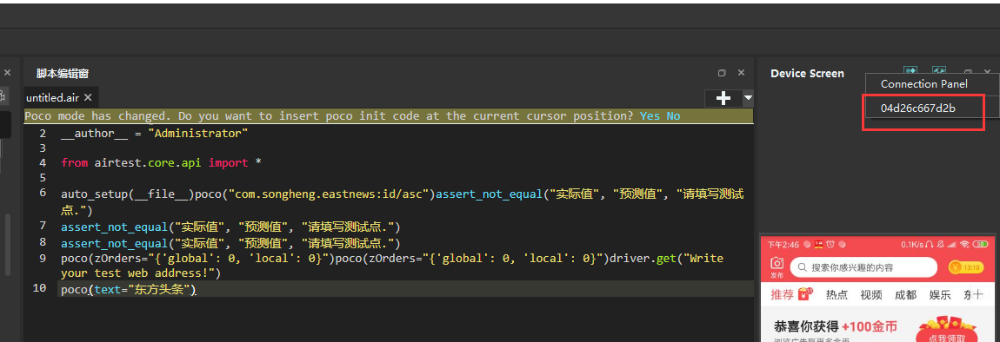 脚本编辑窗
Device Screen
Connection Panel
04d26c667d2b
untitled.air
Poco mode has changed. Do you want to insert poco init code at the current cursor position? Yes No
2 __author__ = "Administrator"
3
4 from airtest.core.api import *
5
6 auto_setup(__file__)poco("com.songheng.eastnews:id/asc")assert_not_equal("实际值", "预测值", "请填写测试
点.")
7 assert_not_equal("实际值", "预测值", "请填写测试点.")
8 assert_not_equal("实际值", "预测值", "请填写测试点.")
9 poco(zOrders="{'global': 0, 'local': 0}")poco(zOrders="{'global': 0, 'local': 0}")driver.get("Write
your test web address!")
10 poco(text="东方头条")
下午2:46 0.1K/s
发布 搜索你感兴趣的内容 13:10
推荐 热点 视频 成都 娱乐
恭喜你获得 +100金币
点我领取